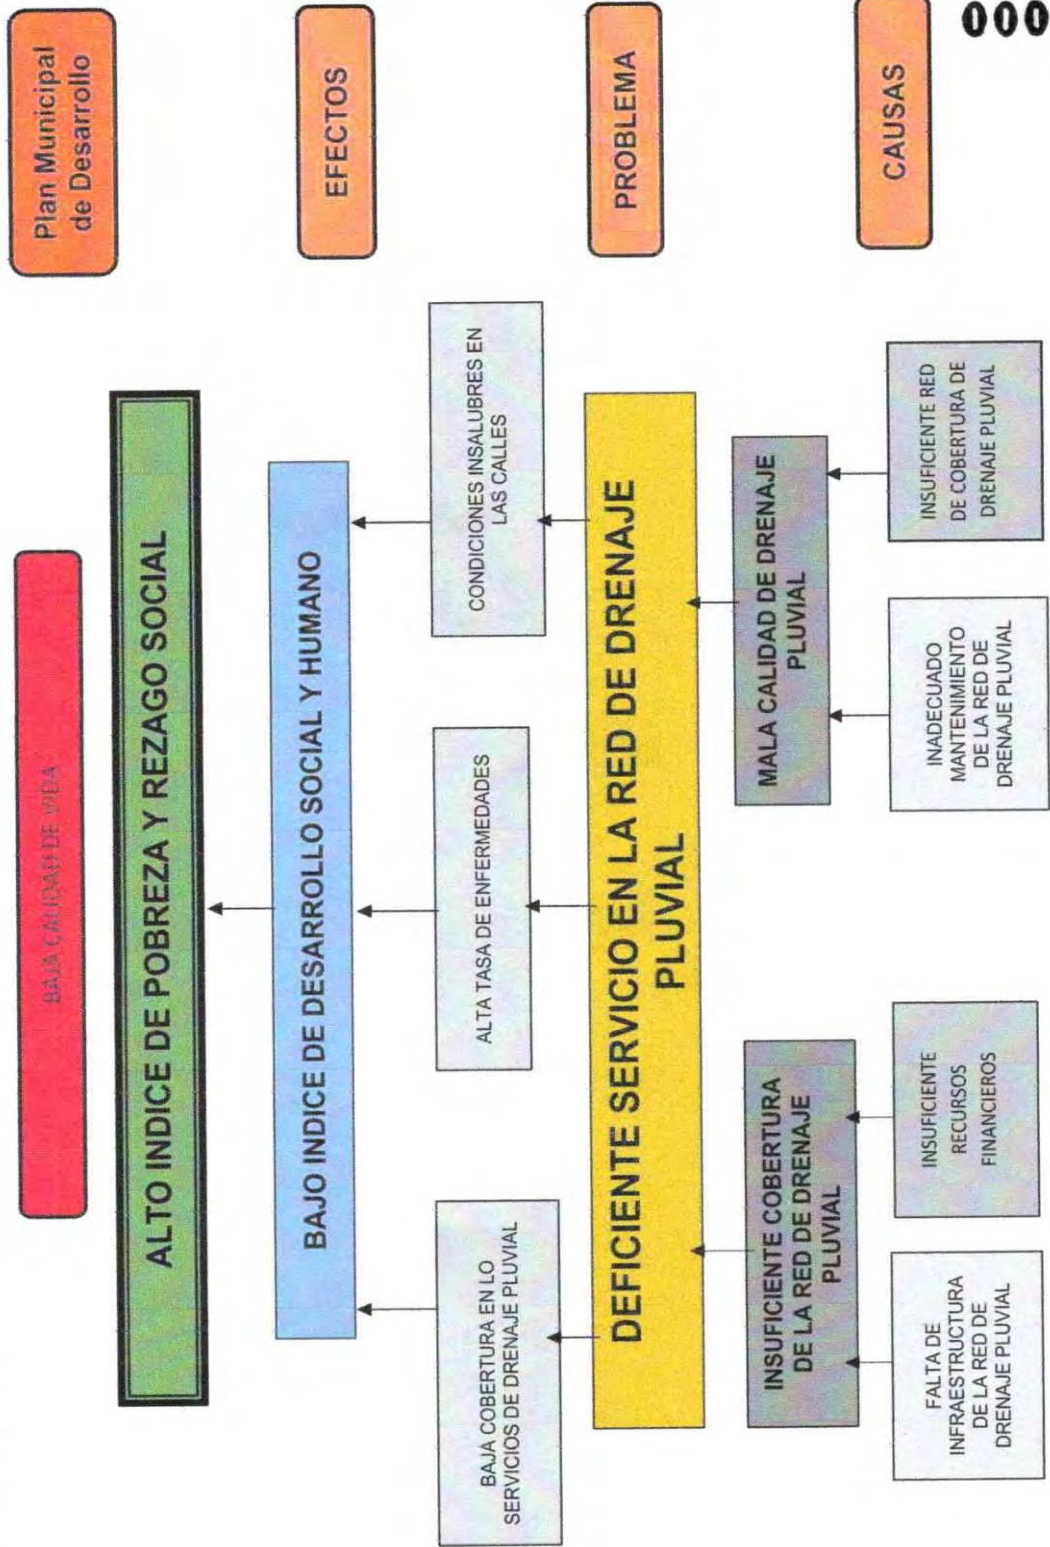 BAJA CALIDAD DE VIDA
Plan Municipal
de Desarrollo
ALTO INDICE DE POBREZA Y REZAGO SOCIAL
BAJO INDICE DE DESARROLLO SOCIAL Y HUMANO
EFECTOS
BAJA COBERTURA EN LO
SERVICIOS DE DRENAJE PLUVIAL
ALTA TASA DE ENFERMEDADES
CONDICIONES INSALUBRES EN
LAS CALLES
DEFICIENTE SERVICIO EN LA RED DE DRENAJE
PLUVIAL
PROBLEMA
INSUFICIENTE COBERTURA
DE LA RED DE DRENAJE
PLUVIAL
MALA CALIDAD DE DRENAJE
PLUVIAL
CAUSAS
FALTA DE
INFRAESTRUCTURA
DE LA RED DE
DRENAJE PLUVIAL
INSUFICIENTE
RECURSOS
FINANCIEROS
INADECUADO
MANTENIMIENTO
DE LA RED DE
DRENAJE PLUVIAL
INSUFICIENTE RED
DE COBERTURA DE
DRENAJE PLUVIAL
000